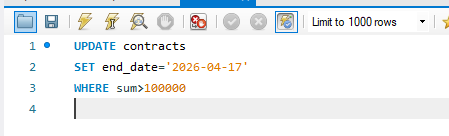 Limit to 1000 rows
1 UPDATE contracts
2 SET end_date='2026-04-17'
3 WHERE sum>100000
4